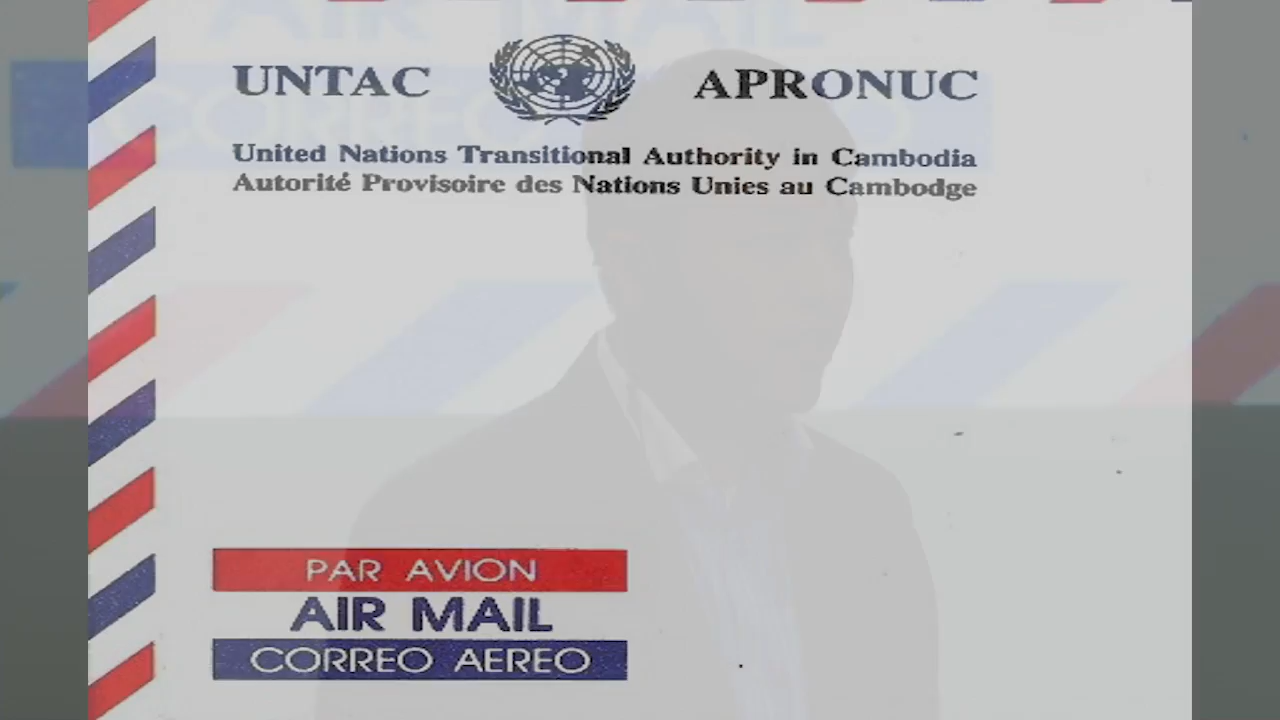 UNTAC APRONUC
United Nations Transitional Authority in Cambodia
Autorité Provisoire des Nations Unies au Cambodge
PAR AVION
AIR MAIL
CORREO AEREO